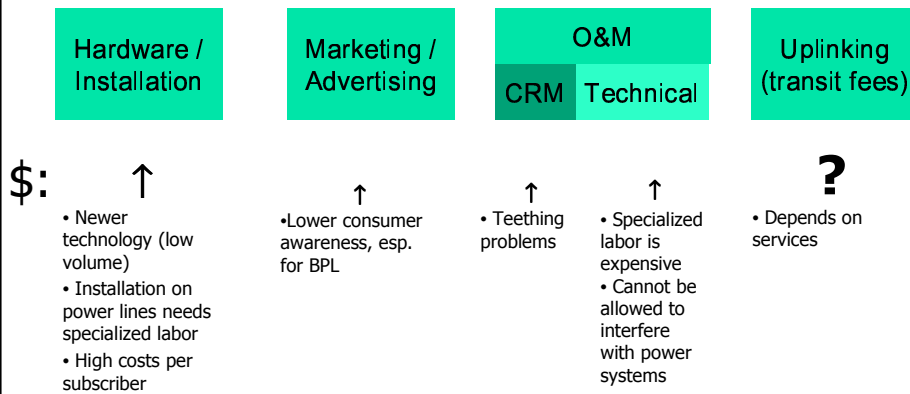 Hardware /
Installation
Marketing /
Advertising
O&M
CRM
Technical
Uplinking
(transit fees)
$:
↑
• Newer
technology (low
volume)
• Installation on
power lines needs
specialized labor
• High costs per
subscriber
↑
•Lower consumer
awareness, esp.
for BPL
↑
• Teething
problems
↑
• Specialized
labor is
expensive
• Cannot be
allowed to
interfere
with power
systems
?
• Depends on
services